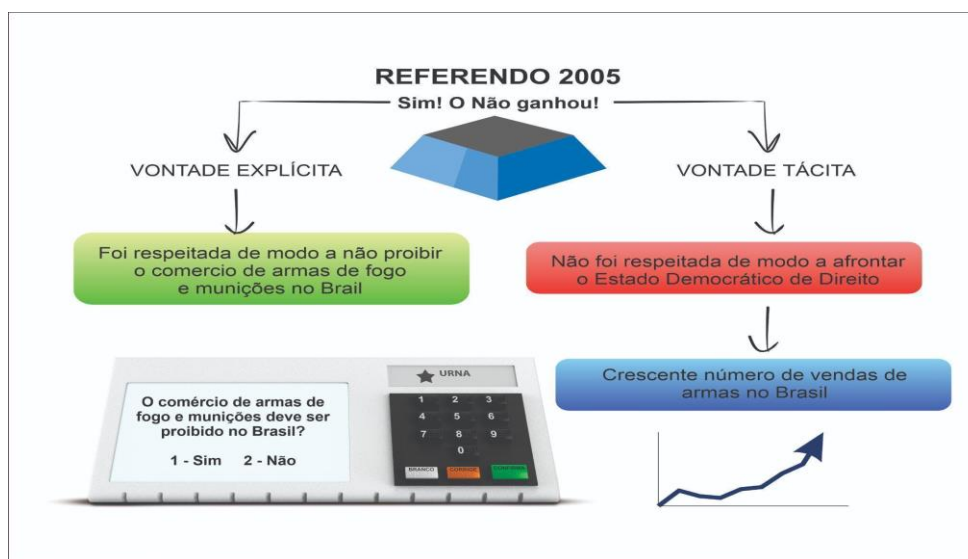 REFERENDO 2005
Sim! O Não ganhou!
VONTADE EXPLÍCITA
VONTADE TÁCITA
Foi respeitada de modo a não proibir
o comercio de armas de fogo
e munições no Brail
Não foi respeitada de modo a afrontar
o Estado Democrático de Direito
Crescente número de vendas de
armas no Brasil
URNA
O comércio de armas de
fogo e munições deve ser
proibido no Brasil?
1 - Sim 2 - Não
1 2 3
4 5 6
7 8 9
0
BRANCO CORRIGE CONFIRMA